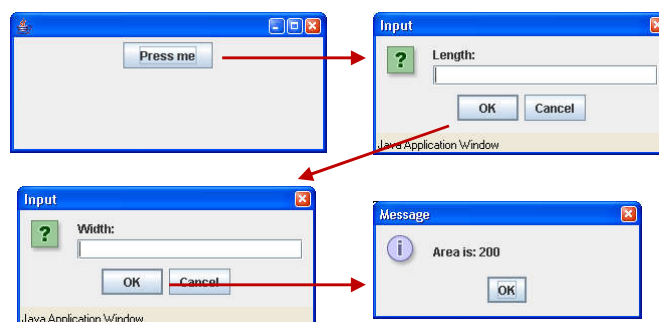 Press me
Input
Length:
OK Cancel
Java Application Window
Input
Width:
OK Cancel
Java Application Window
Message
Area is: 200
OK